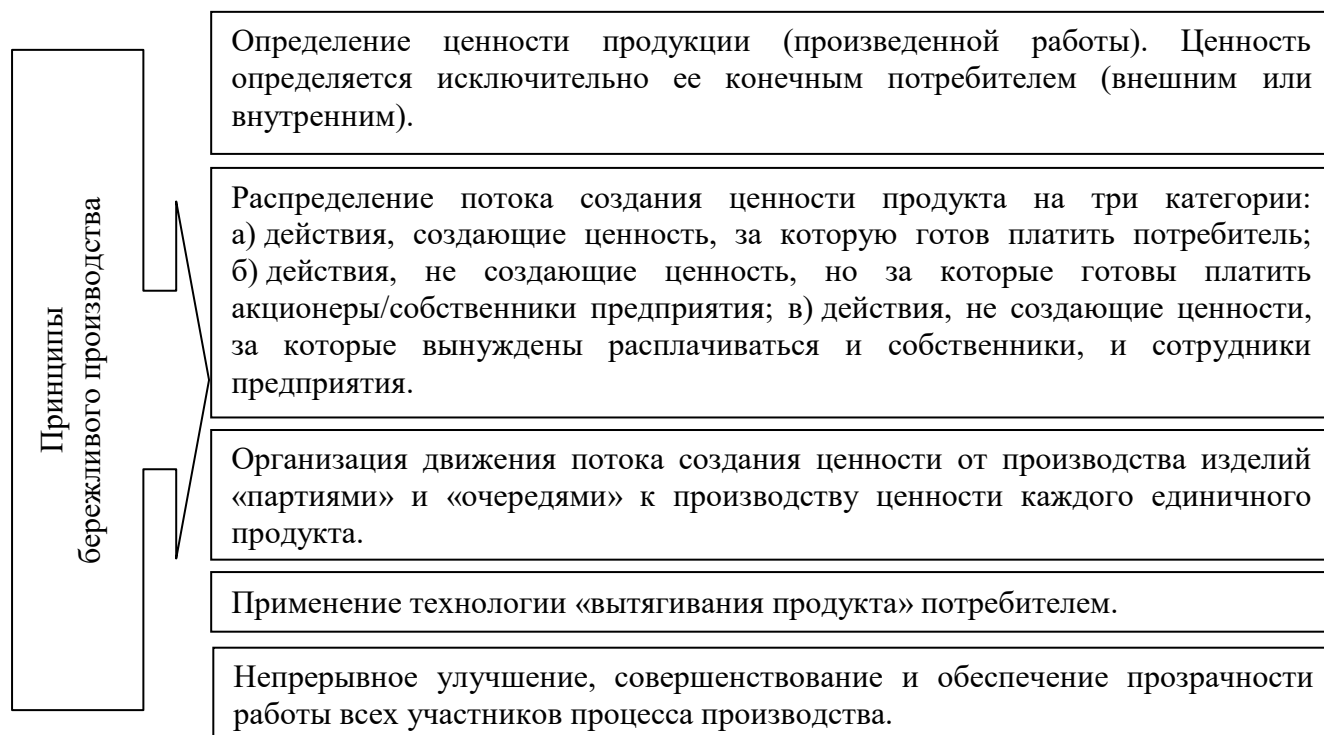 Принципы
бережливого производства
Определение ценности продукции (произведенной работы). Ценность
определяется исключительно ее конечным потребителем (внешним или
внутренним).
Распределение потока создания ценности продукта на три категории:
а) действия, создающие ценность, за которую готов платить потребитель;
б) действия, не создающие ценность, но за которые готовы платить
акционеры/собственники предприятия; в) действия, не создающие ценности,
за которые вынуждены расплачиваться и собственники, и сотрудники
предприятия.
Организация движения потока создания ценности от производства изделий
«партиями» и «очередями» к производству ценности каждого единичного
продукта.
Применение технологии «вытягивания продукта» потребителем.
Непрерывное улучшение, совершенствование и обеспечение прозрачности
работы всех участников процесса производства.